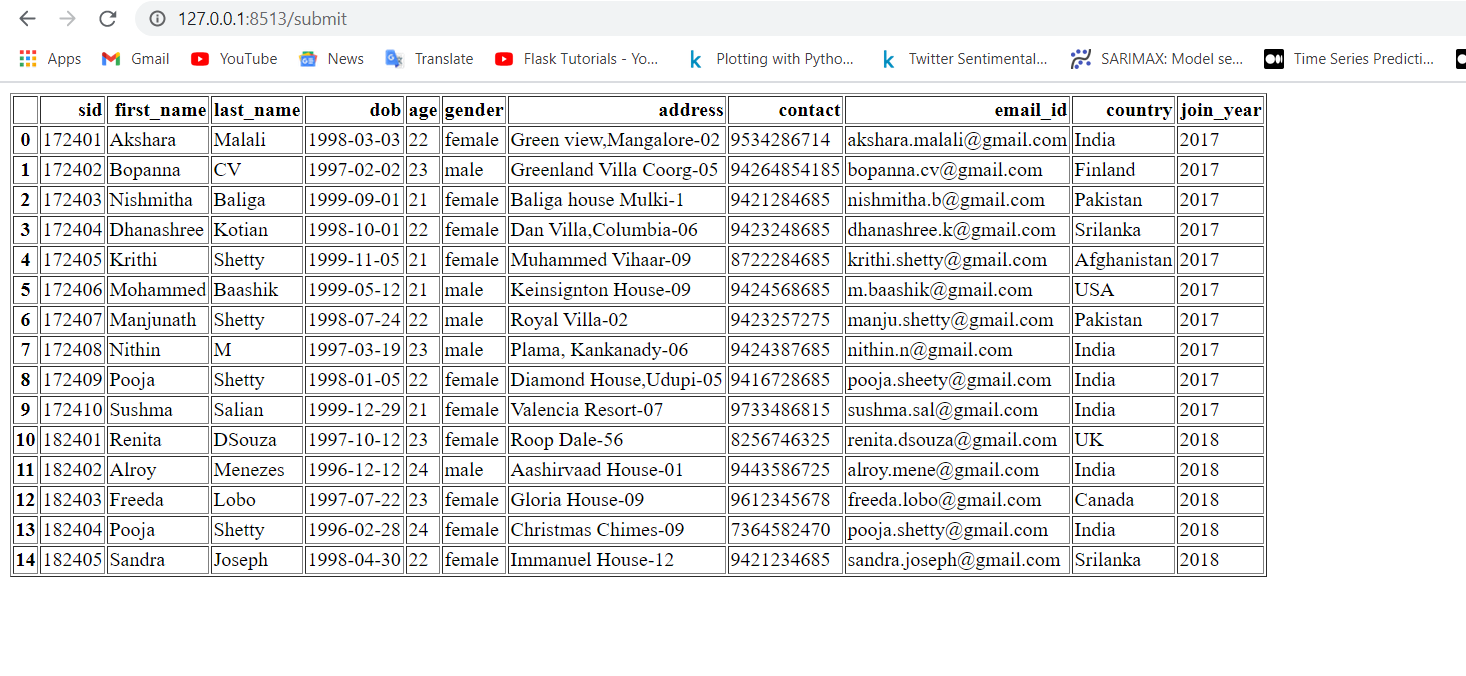 127.0.0.1:8513/submit
Apps Gmail YouTube News Translate Flask Tutorials - Yo... Plotting with Pytho... Twitter Sentimental... SARIMAX: Model se... Time Series Predicti...
sid first_name last_name dob age gender address contact email_id country join_year
0 172401 Akshara Malali 1998-03-03 22 female Green view,Mangalore-02 9534286714 akshara.malali@gmail.com India 2017
1 172402 Bopanna CV 1997-02-02 23 male Greenland Villa Coorg-05 94264854185 bopanna.cv@gmail.com Finland 2017
2 172403 Nishmitha Baliga 1999-09-01 21 female Baliga house Mulki-1 9421284685 nishmitha.b@gmail.com Pakistan 2017
3 172404 Dhanashree Kotian 1998-10-01 22 female Dan Villa,Columbia-06 9423248685 dhanashree.k@gmail.com Srilanka 2017
4 172405 Krithi Shetty 1999-11-05 21 female Muhammed Vihaar-09 8722284685 krithi.shetty@gmail.com Afghanistan 2017
5 172406 Mohammed Baashik 1999-05-12 21 male Keinsignton House-09 9424568685 m.baashik@gmail.com USA 2017
6 172407 Manjunath Shetty 1998-07-24 22 male Royal Villa-02 9423257275 manju.shetty@gmail.com Pakistan 2017
7 172408 Nithin M 1997-03-19 23 male Plama, Kankanady-06 9424387685 nithin.n@gmail.com India 2017
8 172409 Pooja Shetty 1998-01-05 22 female Diamond House,Udupi-05 9416728685 pooja.sheety@gmail.com India 2017
9 172410 Sushma Salian 1999-12-29 21 female Valencia Resort-07 9733486815 sushma.sal@gmail.com India 2017
10 182401 Renita DSouza 1997-10-12 23 female Roop Dale-56 8256746325 renita.dsouza@gmail.com UK 2018
11 182402 Alroy Menezes 1996-12-12 24 male Aashirvaad House-01 9443586725 alroy.mene@gmail.com India 2018
12 182403 Freeda Lobo 1997-07-22 23 female Gloria House-09 9612345678 freeda.lobo@gmail.com Canada 2018
13 182404 Pooja Shetty 1996-02-28 24 female Christmas Chimes-09 7364582470 pooja.shetty@gmail.com India 2018
14 182405 Sandra Joseph 1998-04-30 22 female Immanuel House-12 9421234685 sandra.joseph@gmail.com Srilanka 2018